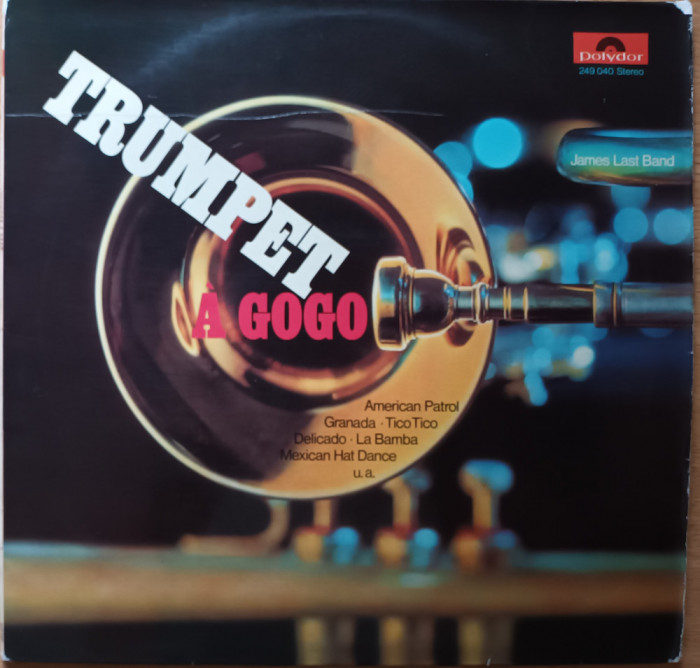 polydor
249 040 Stereo
TRUMPET
À GOGO
James Last Band
American Patrol
Granada · Tico Tico
Delicado · La Bamba
Mexican Hat Dance
u. a.